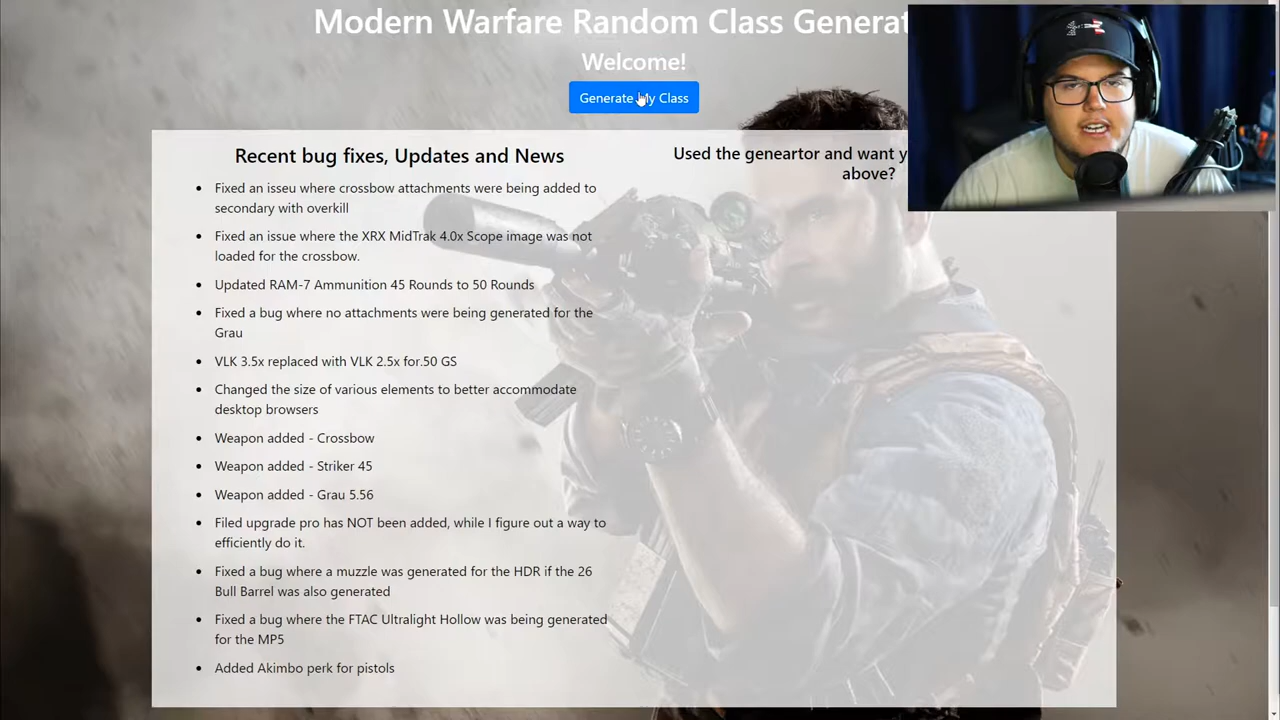 Modern Warfare Random Class Generat
Welcome!
Generate My Class
Recent bug fixes, Updates and News
Fixed an isseu where crossbow attachments were being added to
secondary with overkill
Fixed an issue where the XRX MidTrak 4.0x Scope image was not
loaded for the crossbow.
Updated RAM-7 Ammunition 45 Rounds to 50 Rounds
Fixed a bug where no attachments were being generated for the
Grau
VLK 3.5x replaced with VLK 2.5x for.50 GS
Changed the size of various elements to better accommodate
desktop browsers
Weapon added - Crossbow
Weapon added - Striker 45
Weapon added - Grau 5.56
Filed upgrade pro has NOT been added, while I figure out a way to
efficiently do it.
Fixed a bug where a muzzle was generated for the HDR if the 26
Bull Barrel was also generated
Fixed a bug where the FTAC Ultralight Hollow was being generated
for the MP5
Added Akimbo perk for pistols
Used the geneartor and want y
above?